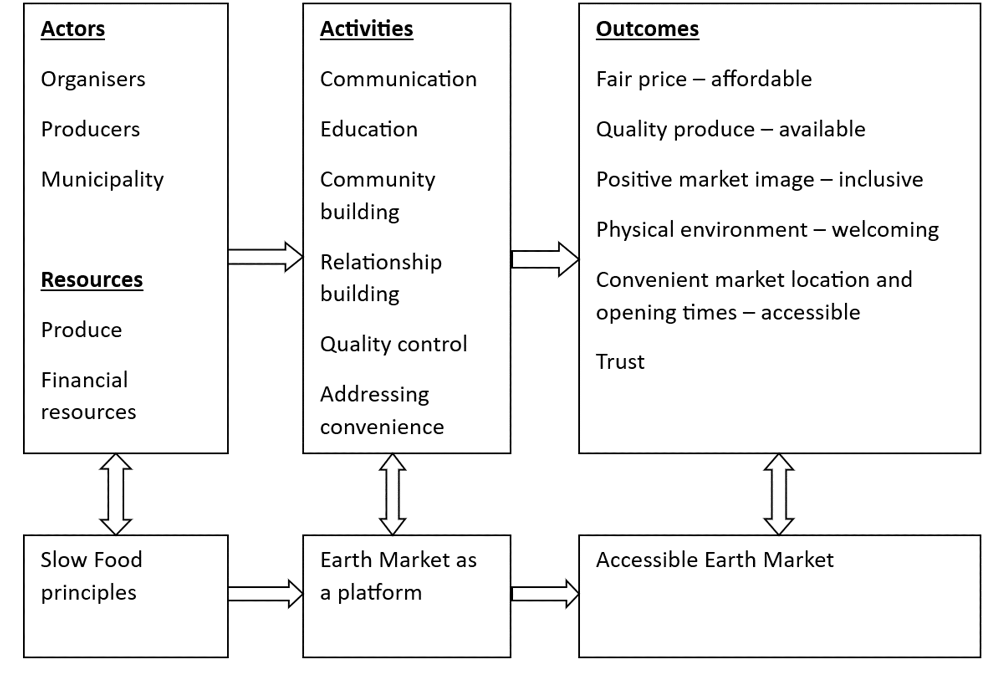 Actors
Organisers
Producers
Municipality
Resources
Produce
Financial
resources
Activities
Communication
Education
Community
building
Relationship
building
Quality control
Addressing
convenience
Outcomes
Fair price – affordable
Quality produce – available
Positive market image – inclusive
Physical environment – welcoming
Convenient market location and
opening times – accessible
Trust
Slow Food
principles
Earth Market as
a platform
Accessible Earth Market